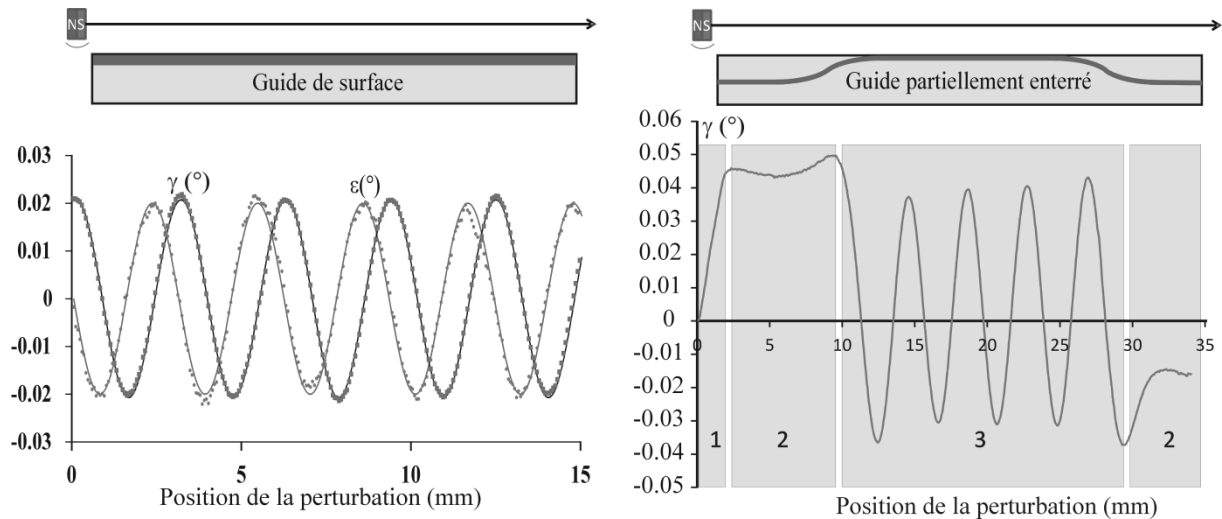 NS
Guide de surface
0.03
0.02
0.01
0
-0.01
-0.02
-0.03
γ (°)
ε(°)
0
5
10
15
Position de la perturbation (mm)
NS
Guide partiellement enterré
0.06
0.05
0.04
0.03
0.02
0.01
0
-0.01
-0.02
-0.03
-0.04
-0.05
γ (°)
0 5 10 15 20 25 30 35
1 2 3 2
Position de la perturbation (mm)